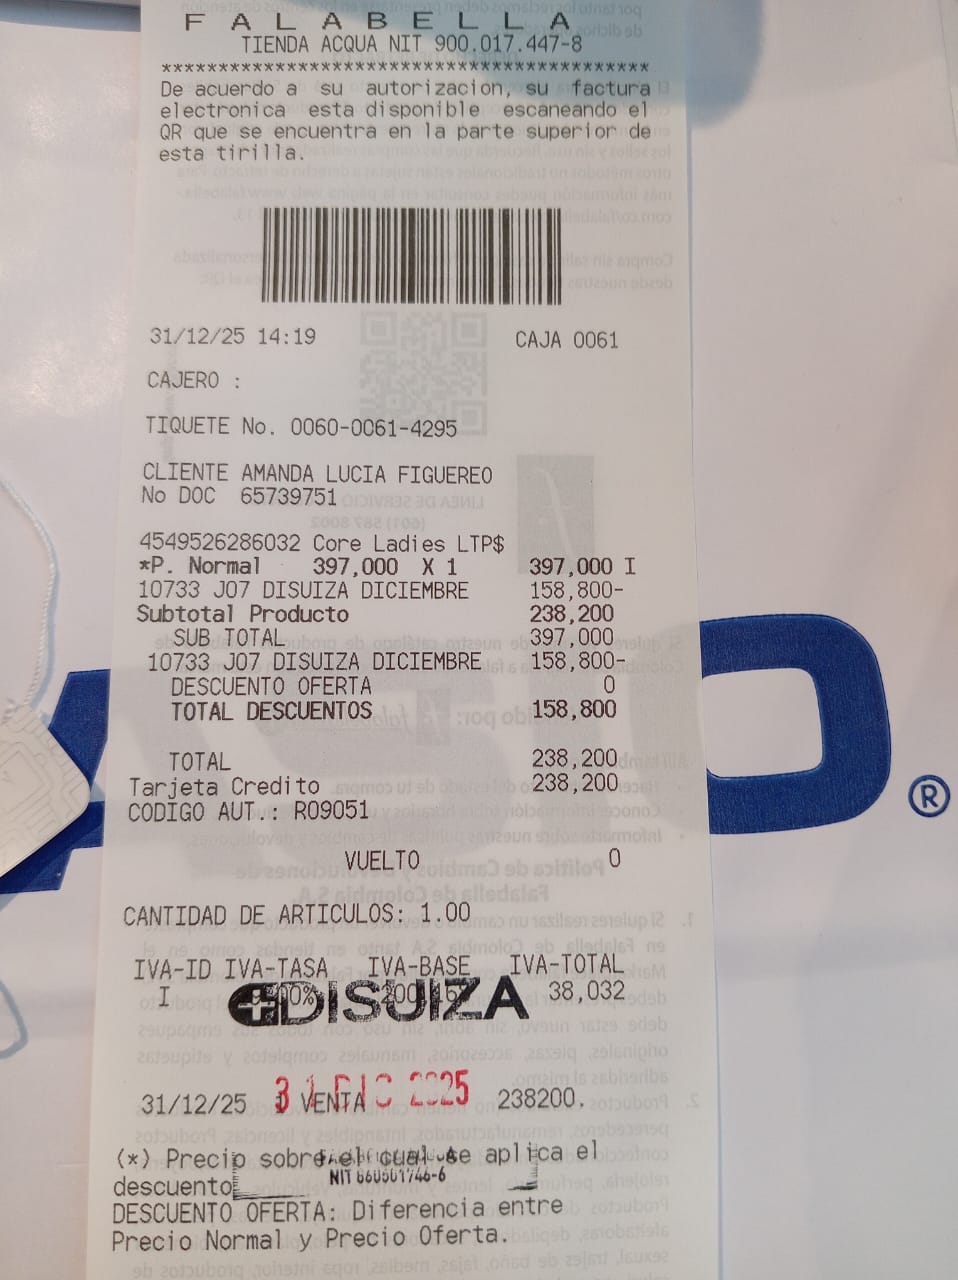 F A L A B E L L A
TIENDA ACQUA NIT 900.017.447-8
*******************************************
De acuerdo a su autorizacion, su factura
electronica esta disponible escaneando el
QR que se encuentra en la parte superior de
esta tirilla.
31/12/25 14:19 CAJA 0061
CAJERO :
TIQUETE No. 0060-0061-4295
CLIENTE AMANDA LUCIA FIGUEREO
No DOC 65739751
4549526286032 Core Ladies LTP$
*P. Normal 397,000 X 1 397,000 I
10733 J07 DISUIZA DICIEMBRE 158,800-
Subtotal Producto 238,200
SUB TOTAL 397,000
10733 J07 DISUIZA DICIEMBRE 158,800-
DESCUENTO OFERTA 0
TOTAL DESCUENTOS 158,800
TOTAL 238,200
Tarjeta Credito 238,200
CODIGO AUT.: R09051
VUELTO 0
CANTIDAD DE ARTICULOS: 1.00
IVA-ID IVA-TASA IVA-BASE IVA-TOTAL
I 38,032
DISUIZA
31 DIC 2025
31/12/25 VENTA 238200.
(*) Precio sobre el cual se aplica el
descuento
DESCUENTO OFERTA: Diferencia entre
Precio Normal y Precio Oferta.
®